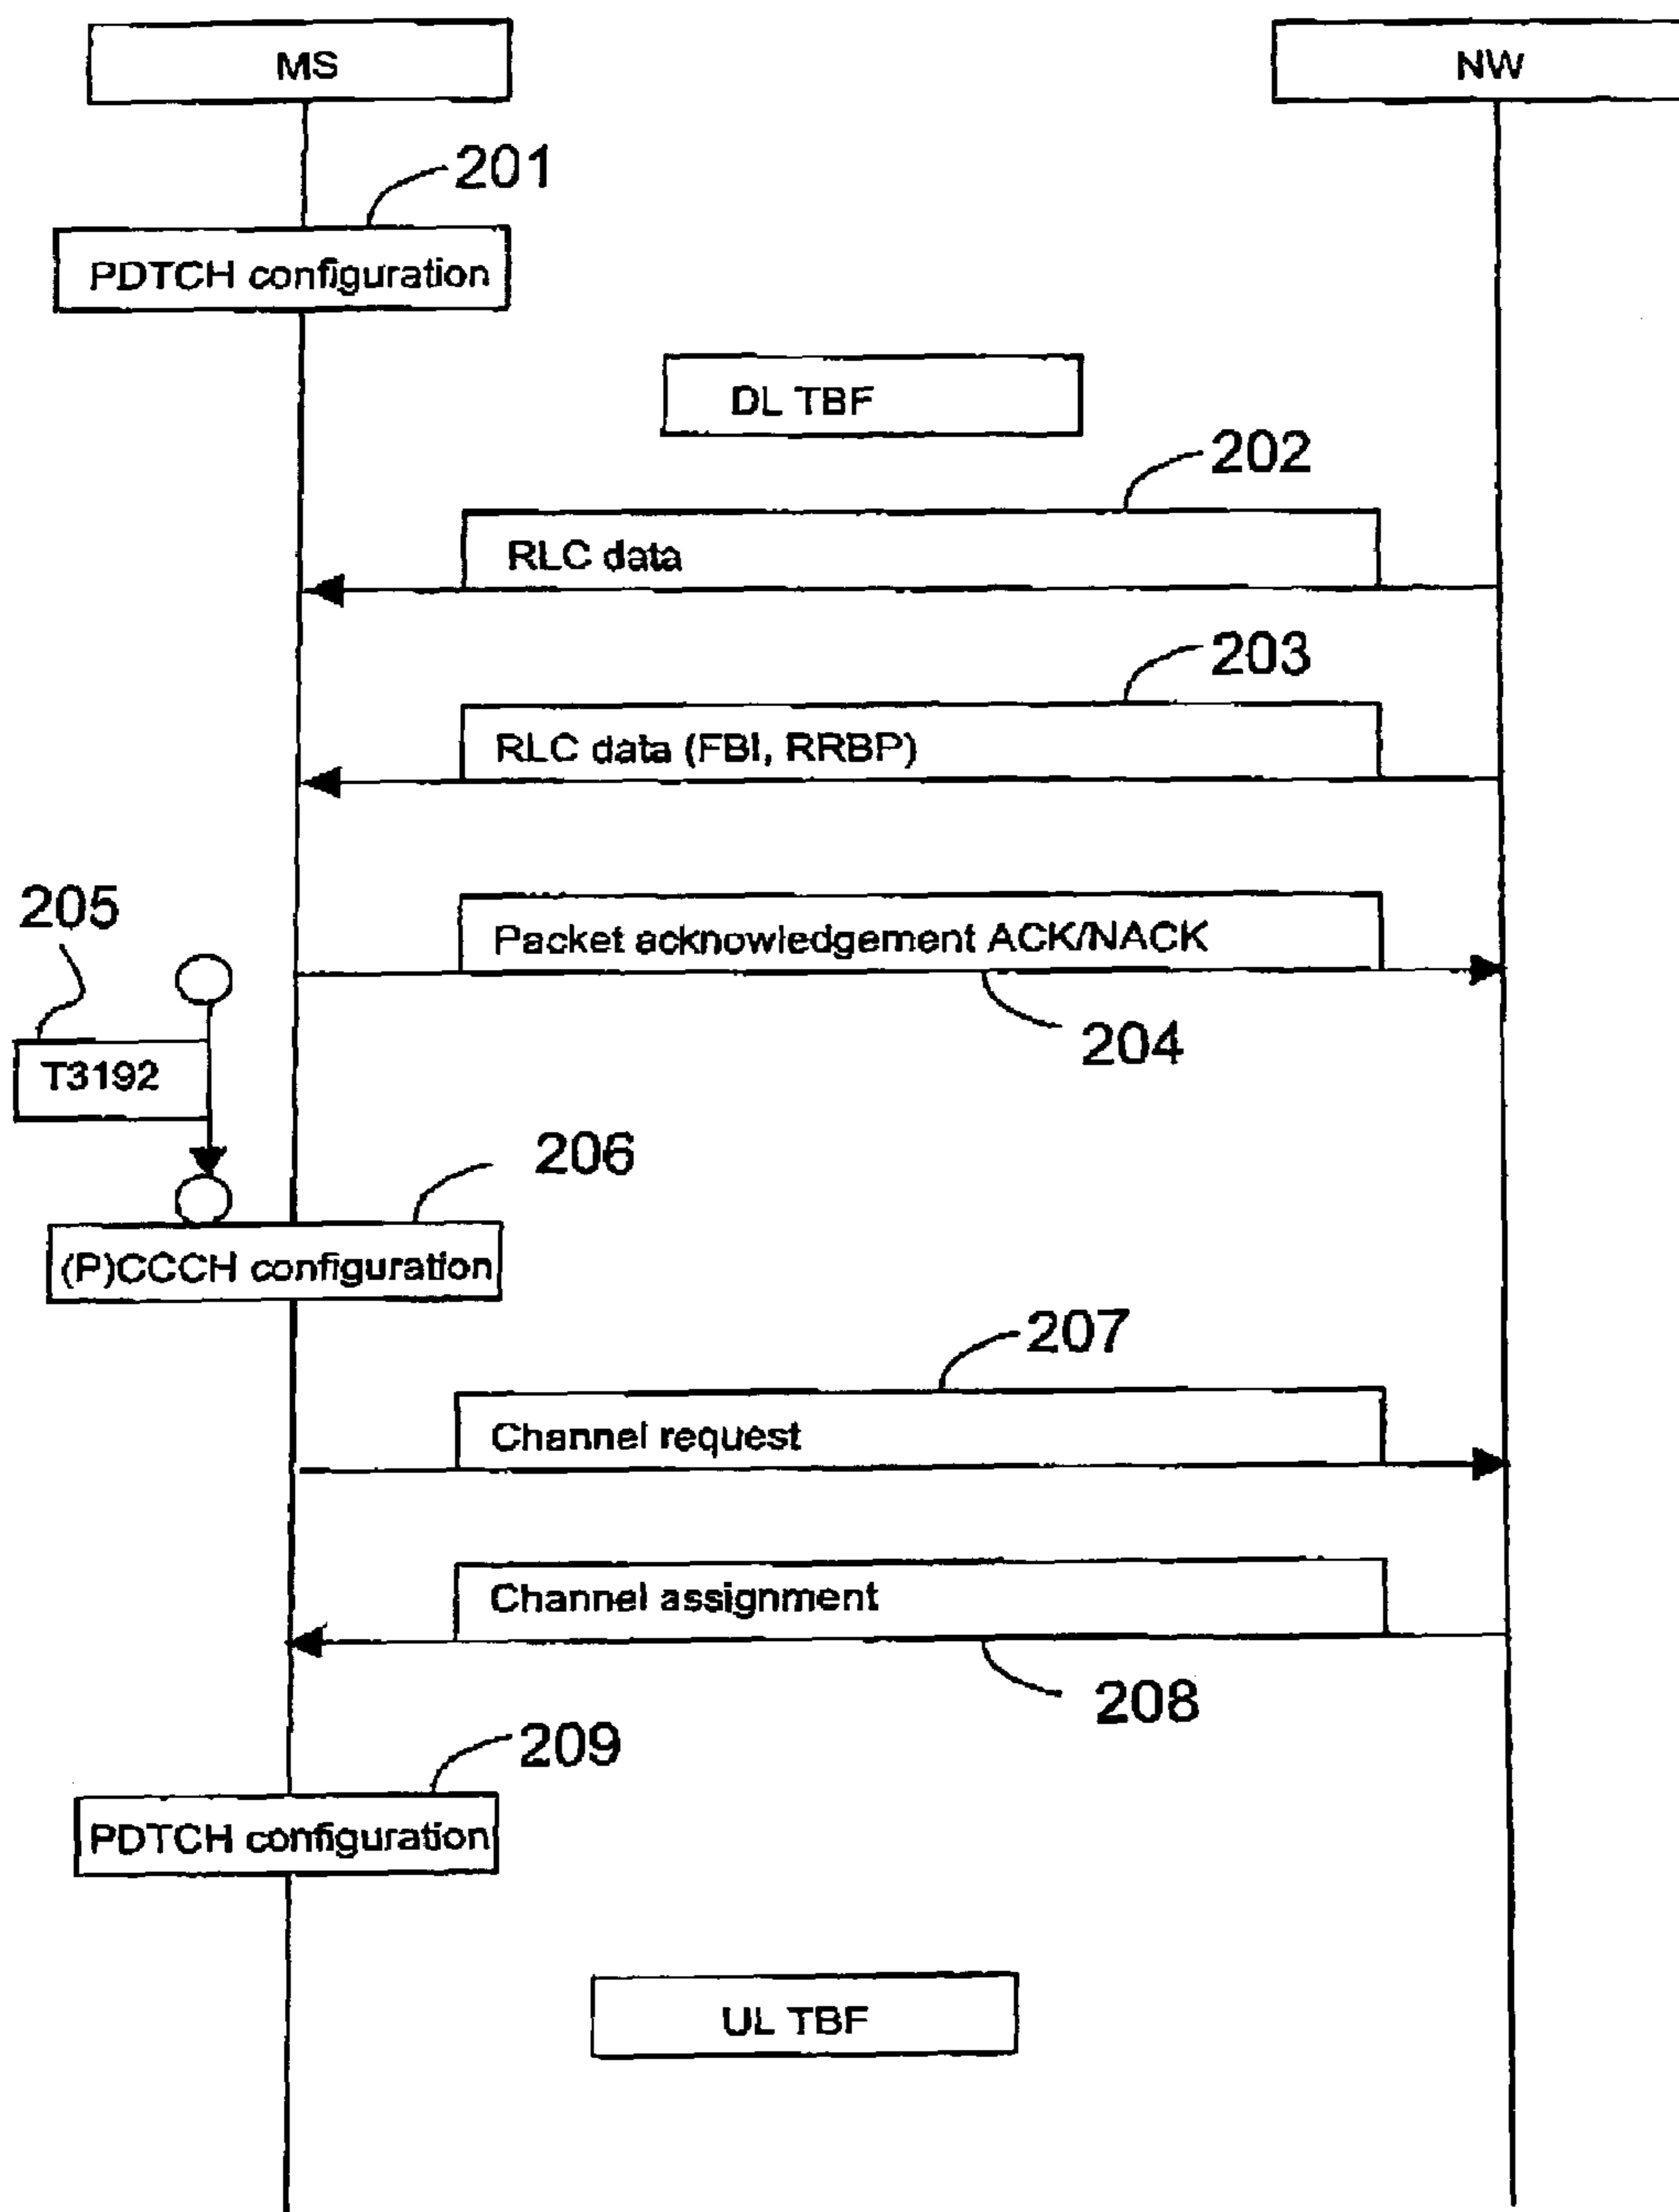 MS
NW
201
PDTCH configuration
DL TBF
202
RLC data
203
RLC data (FBI, RRBP)
205
Packet acknowledgement ACK/NACK
204
T3192
206
(P)CCCH configuration
207
Channel request
Channel assignment
208
209
PDTCH configuration
UL TBF